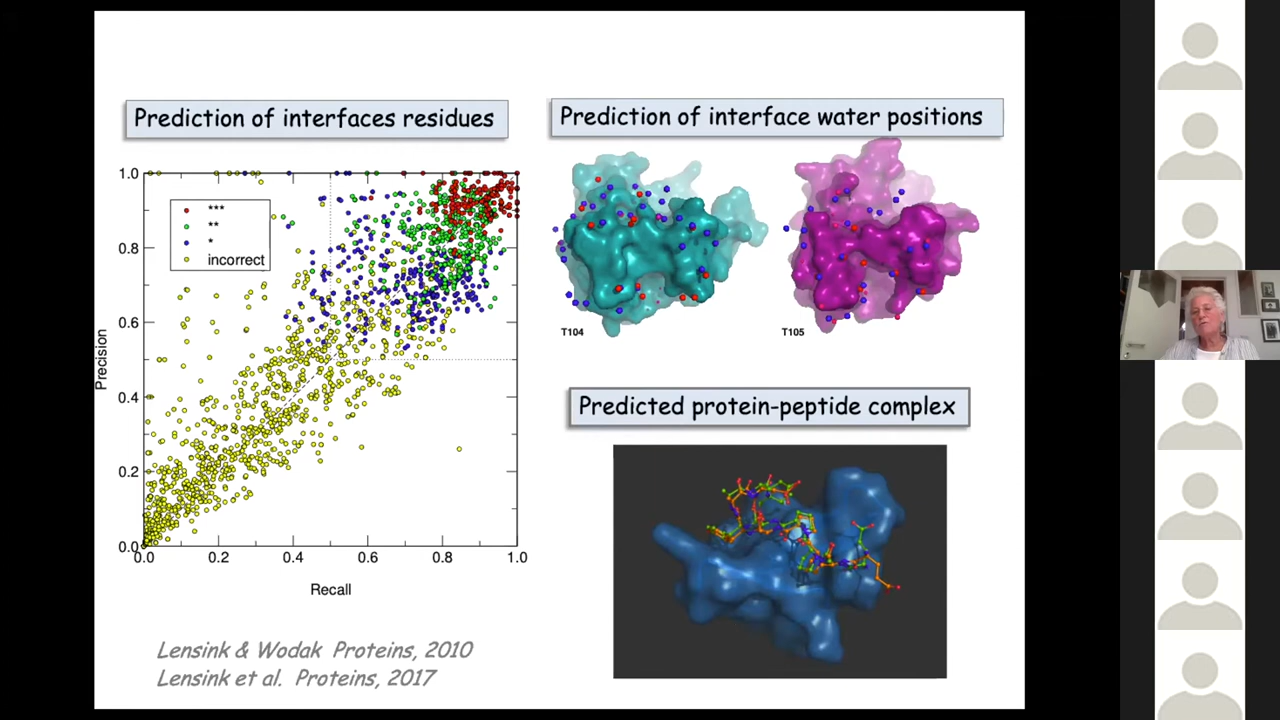 Prediction of interfaces residues
Prediction of interface water positions
1.0
0.8
0.6
0.4
0.2
0.0
0.0
0.2
0.4
0.6
0.8
1.0
Precision
Recall
***
**
*
incorrect
T104
T105
Predicted protein-peptide complex
Lensink & Wodak Proteins, 2010
Lensink et al. Proteins, 2017